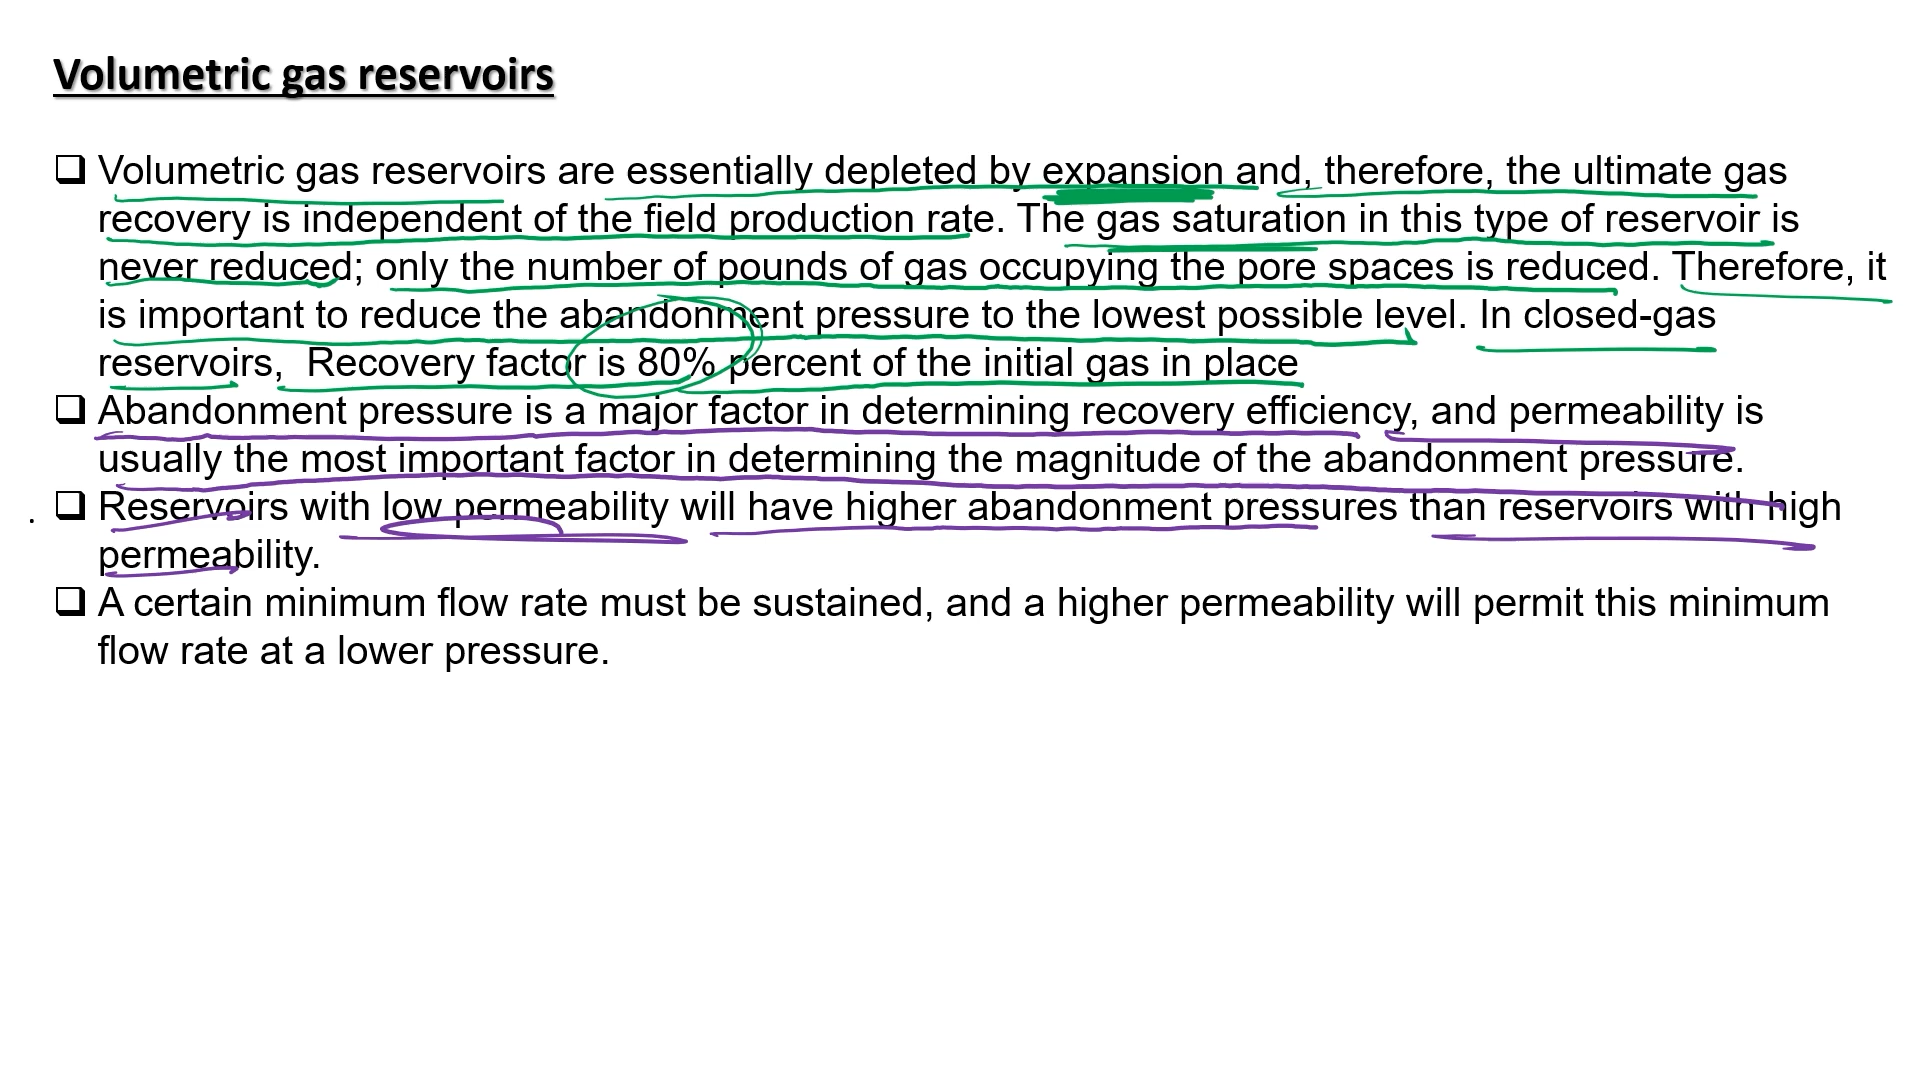 Volumetric gas reservoirs
❑ Volumetric gas reservoirs are essentially depleted by expansion and, therefore, the ultimate gas
recovery is independent of the field production rate. The gas saturation in this type of reservoir is
never reduced; only the number of pounds of gas occupying the pore spaces is reduced. Therefore, it
is important to reduce the abandonment pressure to the lowest possible level. In closed-gas
reservoirs, Recovery factor is 80% percent of the initial gas in place
❑ Abandonment pressure is a major factor in determining recovery efficiency, and permeability is
usually the most important factor in determining the magnitude of the abandonment pressure.
❑ Reservoirs with low permeability will have higher abandonment pressures than reservoirs with high
permeability.
❑ A certain minimum flow rate must be sustained, and a higher permeability will permit this minimum
flow rate at a lower pressure.